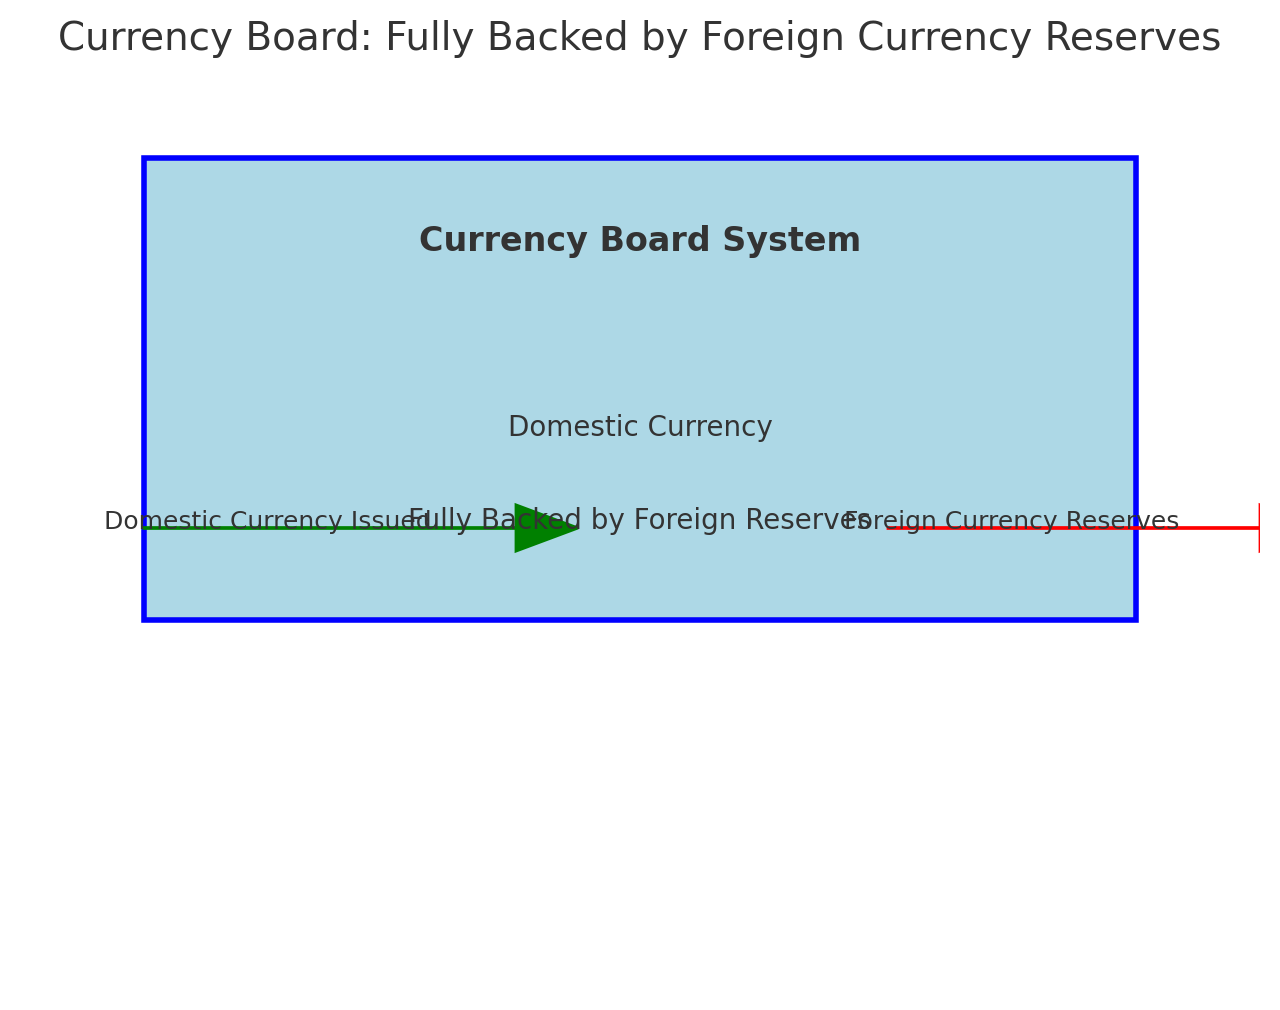 Currency Board: Fully Backed by Foreign Currency Reserves
Currency Board System
Domestic Currency
Domestic Currency Issued
Fully Backed by Foreign Reserves
Foreign Currency Reserves